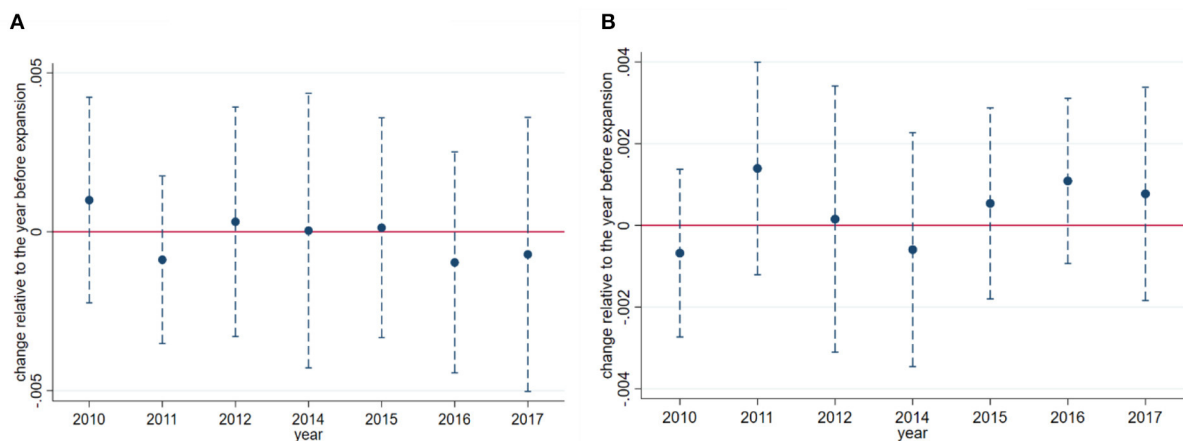 A
change relative to the year before expansion
.005
0
-.005
2010 2011 2012 2014 2015 2016 2017
year
B
change relative to the year before expansion
.004
.002
0
-.002
-.004
2010 2011 2012 2014 2015 2016 2017
year